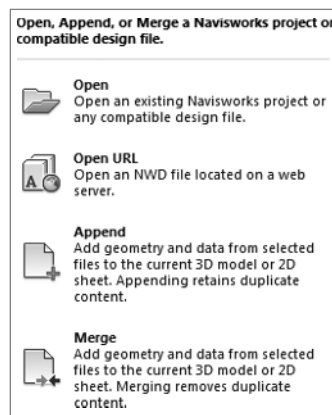 Open, Append, or Merge a Navisworks project or
compatible design file.
Open
Open an existing Navisworks project or
any compatible design file.
Open URL
Open an NWD file located on a web
server.
Append
Add geometry and data from selected
files to the current 3D model or 2D
sheet. Appending retains duplicate
content.
Merge
Add geometry and data from selected
files to the current 3D model or 2D
sheet. Merging removes duplicate
content.
A